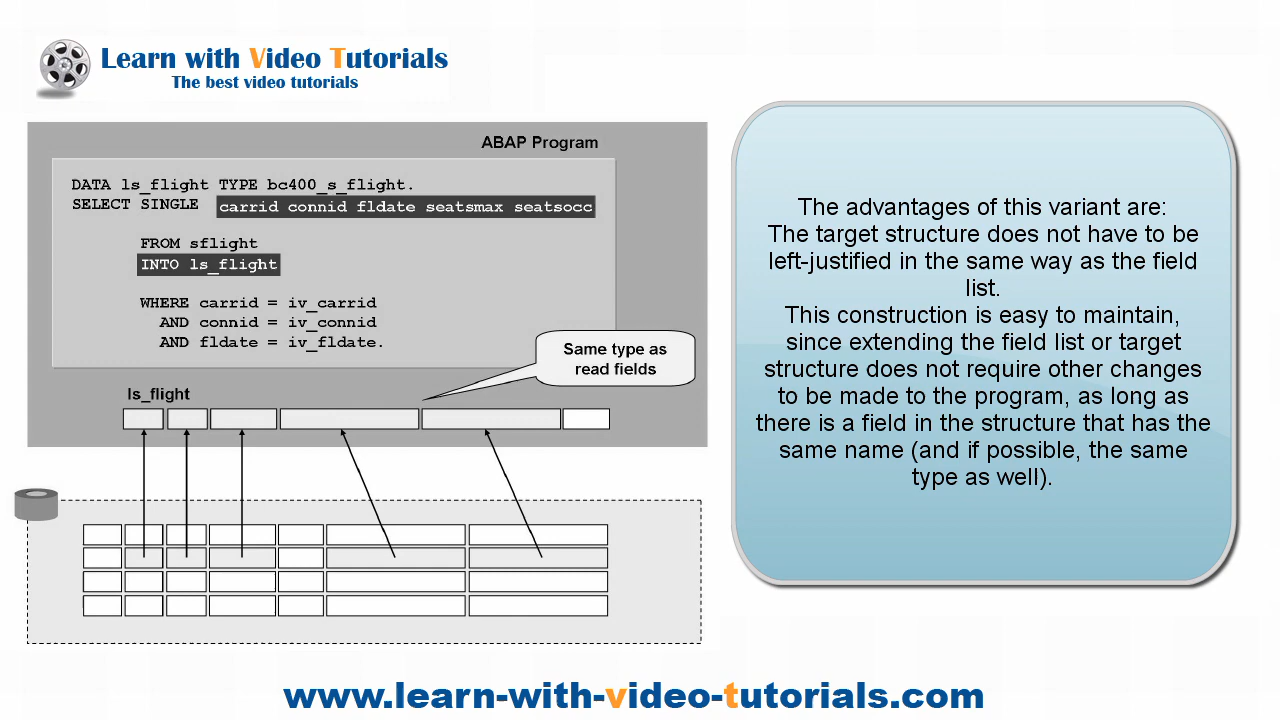 Learn with Video Tutorials
The best video tutorials
ABAP Program
DATA ls_flight TYPE bc400_s_flight.
SELECT SINGLE carrid connid fldate seatsmax seatsocc
FROM sflight
INTO ls_flight
WHERE carrid = iv_carrid
AND connid = iv_connid
AND fldate = iv_fldate.
Same type as
read fields
ls_flight
The advantages of this variant are:
The target structure does not have to be
left-justified in the same way as the field
list.
This construction is easy to maintain,
since extending the field list or target
structure does not require other changes
to be made to the program, as long as
there is a field in the structure that has the
same name (and if possible, the same
type as well).
www.learn-with-video-tutorials.com